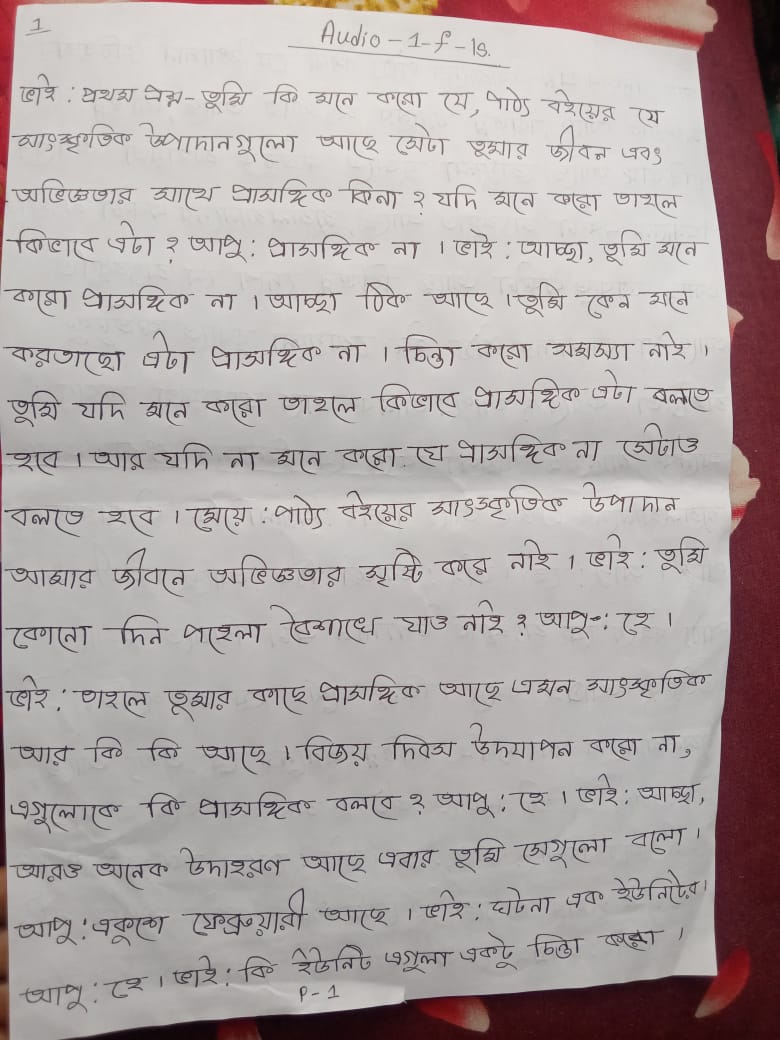 1
Audio-1-f-1s.
ভাই : প্রথম প্রশ্ন- তুমি কি মনে করো যে, পাঠ্য বইয়ের যে
সাংস্কৃতিক উপাদানগুলো আছে সেটা তুমার জীবন এবং
অভিজ্ঞতার সাথে প্রাসঙ্গিক কিনা ? যদি মনে করো তাহলে
কিভাবে এটা ? আপু : প্রাসঙ্গিক না । ভাই : আচ্ছা, তুমি মনে
করো প্রাসঙ্গিক না । আচ্ছা ঠিক আছে । তুমি কেন মনে
করতাছো এটা প্রাসঙ্গিক না । চিন্তা করো সমস্যা নাই ।
তুমি যদি মনে করো তাহলে কিভাবে প্রাসঙ্গিক এটা বলতে
হবে । আর যদি না মনে করো যে প্রাসঙ্গিক না সেটাও
বলতে হবে । মেয়ে : পাঠ্য বইয়ের সাংস্কৃতিক উপাদান
আমার জীবনে অভিজ্ঞতার সৃষ্টি করে নাই । ভাই : তুমি
কোনো দিন পহেলা বৈশাখে যাও নাই ? আপু : হে ।
ভাই : তাহলে তুমার কাছে প্রাসঙ্গিক আছে এমন সাংস্কৃতিক
আর কি কি আছে । বিজয় দিবস উদযাপন করো না,
এগুলোকে কি প্রাসঙ্গিক বলবে ? আপু : হে । ভাই : আচ্ছা,
আরও অনেক উদাহরণ আছে এবার তুমি সেগুলো বলো ।
আপু : একুশে ফেব্রুয়ারী আছে । ভাই : ঘটনা এক ইউনিটের ।
আপু : হে । ভাই : কি ইউনিট এগুলা একটু চিন্তা করো ।
P-1